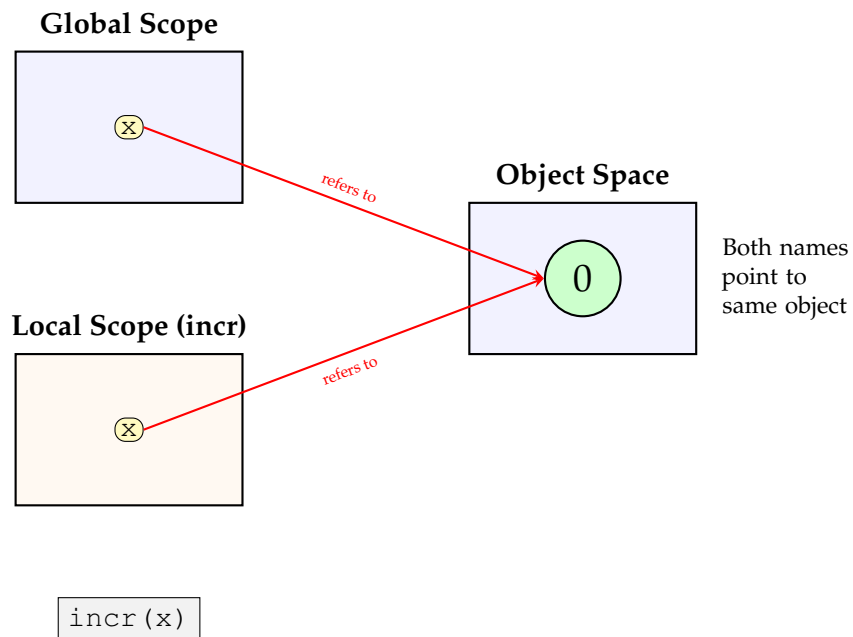 Global Scope
x
refers to
Object Space
0
Both names
point to
same object
Local Scope (incr)
x
refers to
incr(x)